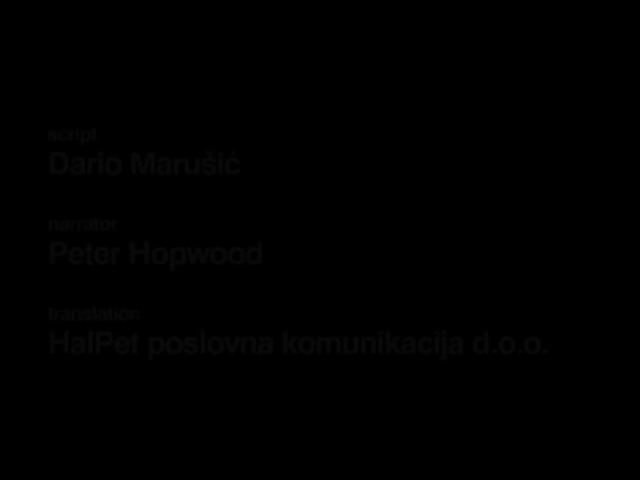 script
Dario Marušić
narrator
Peter Hopwood
translation
HalPet poslovna komunikacija d.o.o.